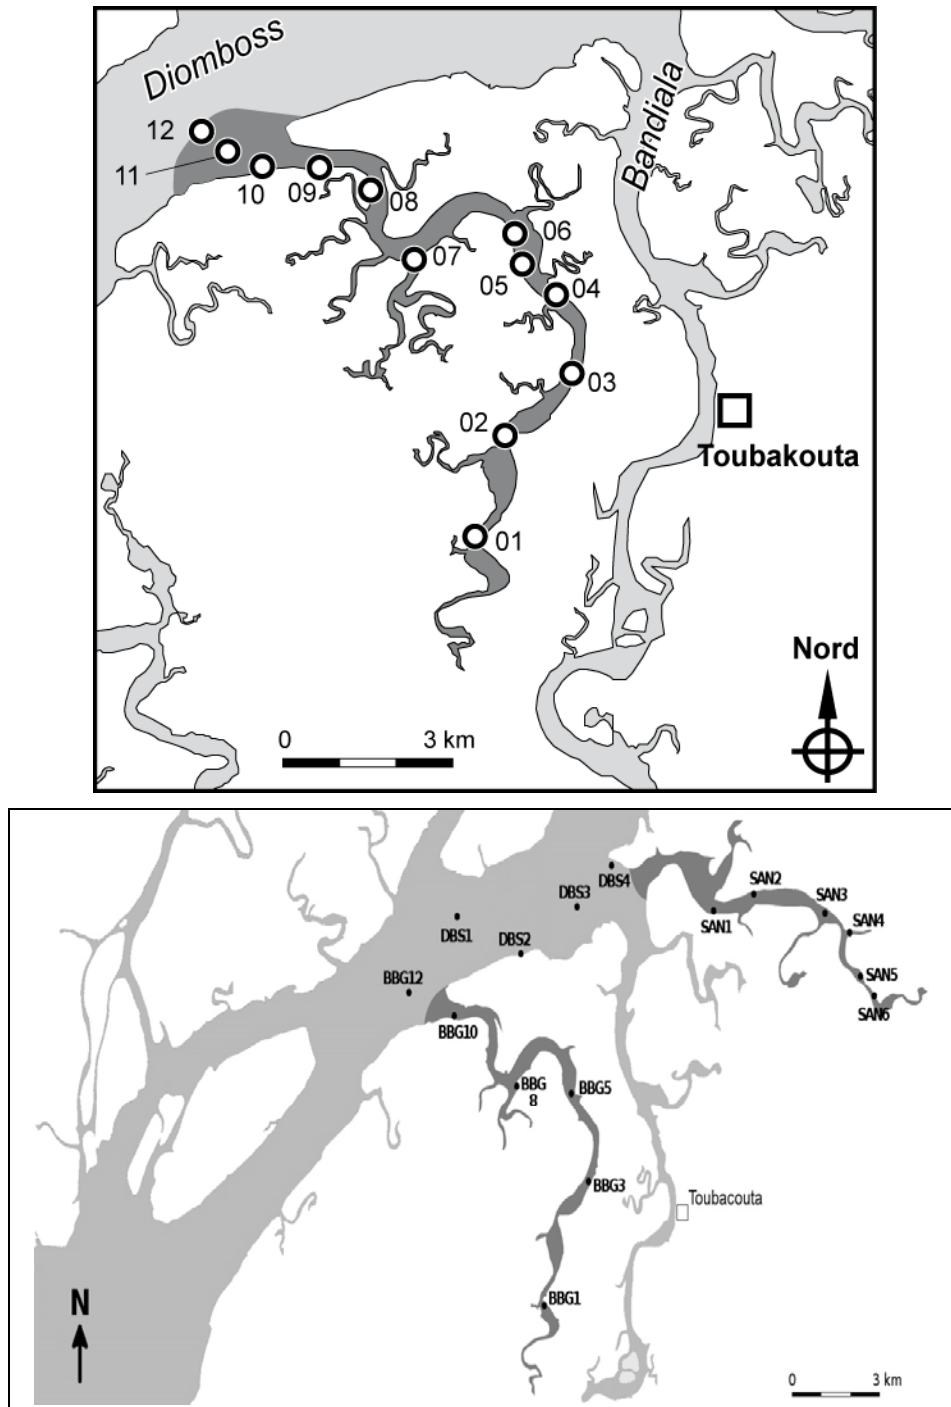 Diomboss
Bandiala
12
11
10
09
08
07
06
05
04
03
02
01
Toubakouta
Nord
0 3 km
DBS4
DBS3
DBS1
DBS2
SAN2
SAN3
SAN1
SAN4
SAN5
SAN6
BBG12
BBG10
BBG
8
BBG5
BBG3
Toubacouta
BBG1
N
0 3 km